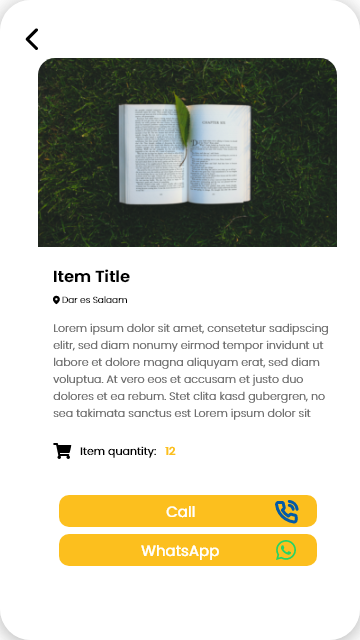 Item Title
Dar es Salaam
Lorem ipsum dolor sit amet, consetetur sadipscing
elitr, sed diam nonumy eirmod tempor invidunt ut
labore et dolore magna aliquyam erat, sed diam
voluptua. At vero eos et accusam et justo duo
dolores et ea rebum. Stet clita kasd gubergren, no
sea takimata sanctus est Lorem ipsum dolor sit
Item quantity: 12
Call
WhatsApp